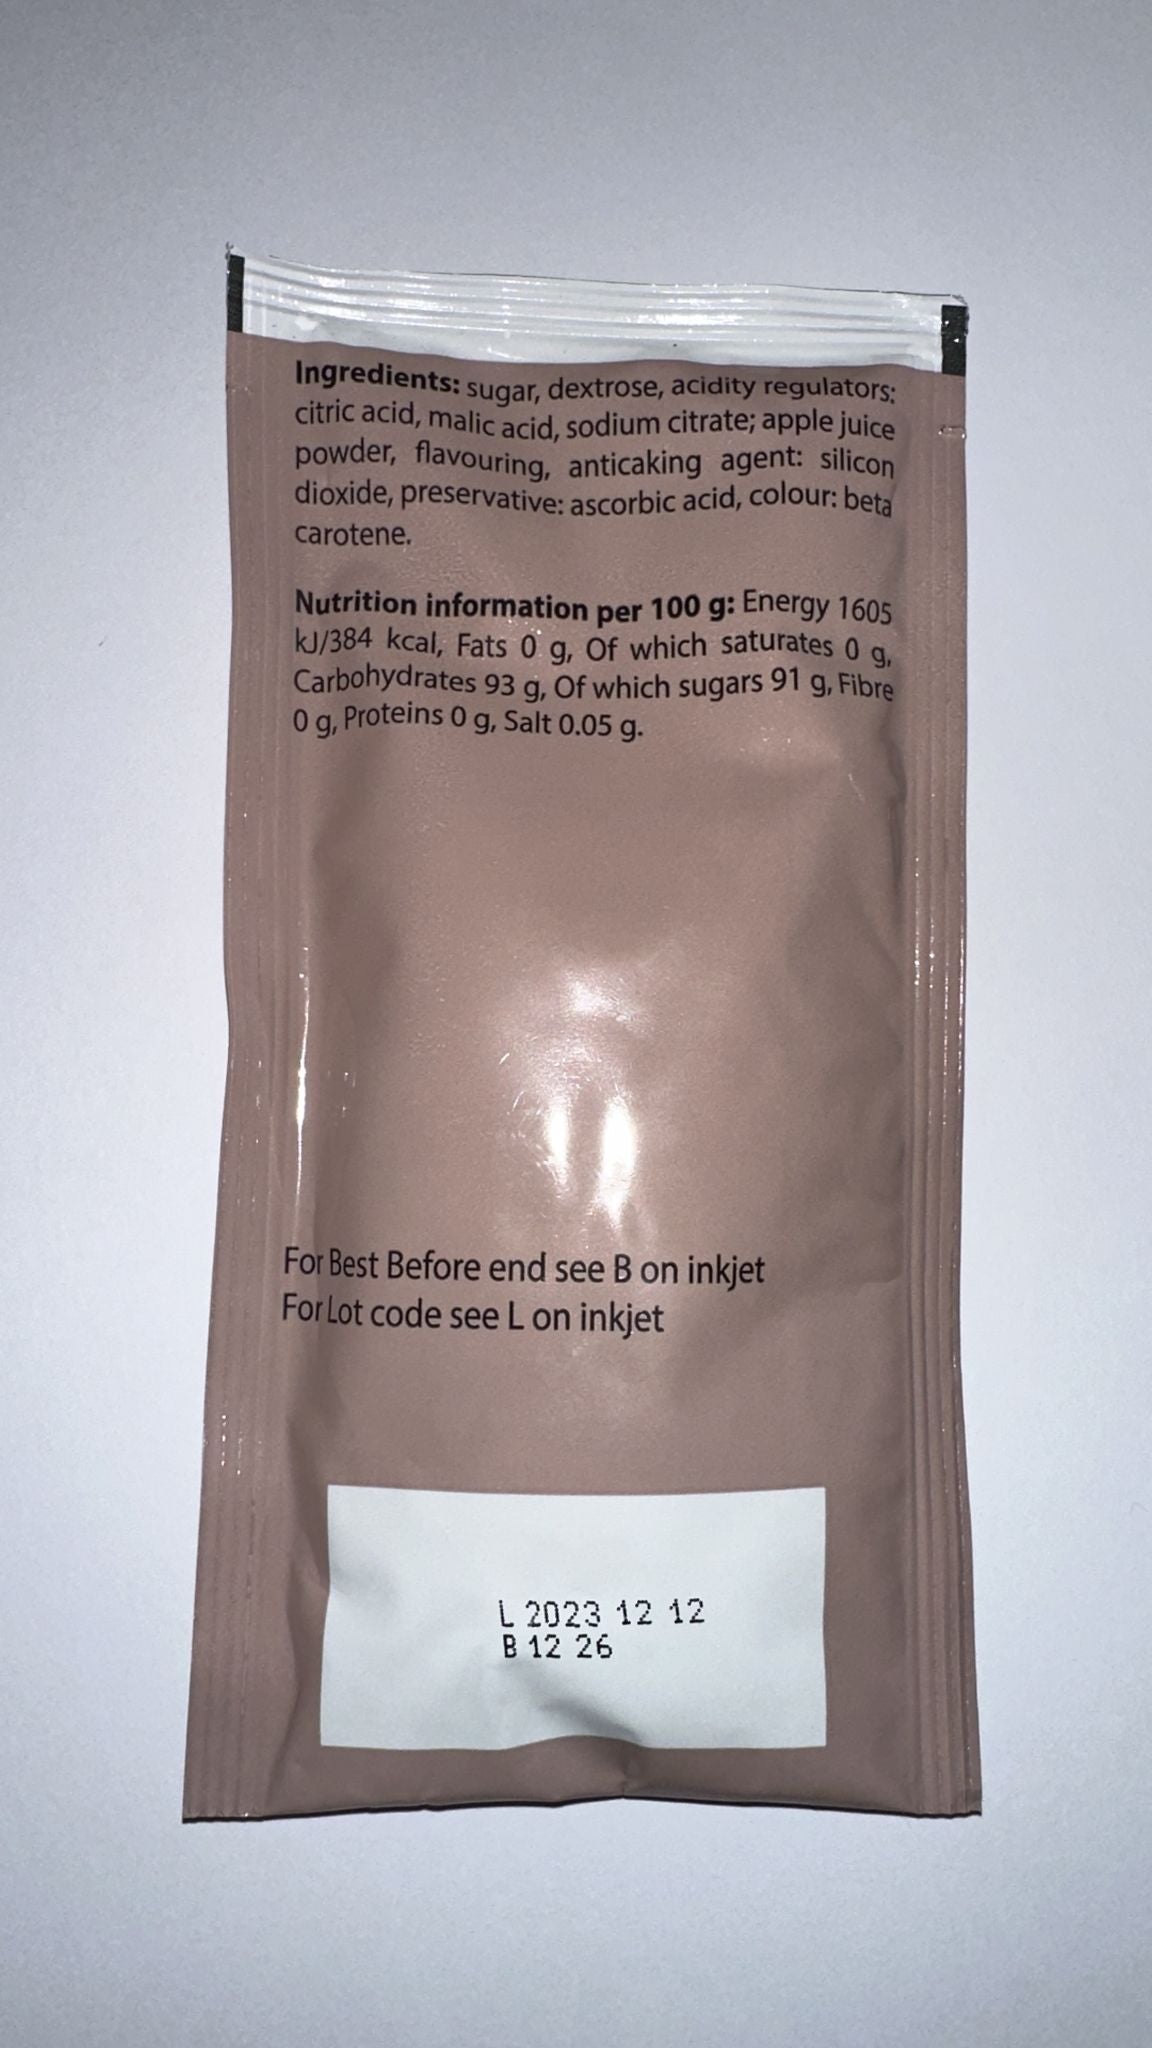 Ingredients: sugar, dextrose, acidity regulators:
citric acid, malic acid, sodium citrate; apple juice
powder, flavouring, anticaking agent: silicon
dioxide, preservative: ascorbic acid, colour: beta
carotene.
Nutrition information per 100 g: Energy 1605
kJ/384 kcal, Fats 0 g, Of which saturates 0 g,
Carbohydrates 93 g, Of which sugars 91 g, Fibre
0 g, Proteins 0 g, Salt 0.05 g.
For Best Before end see B on inkjet
For Lot code see L on inkjet
L 2023 12 12
B 12 26